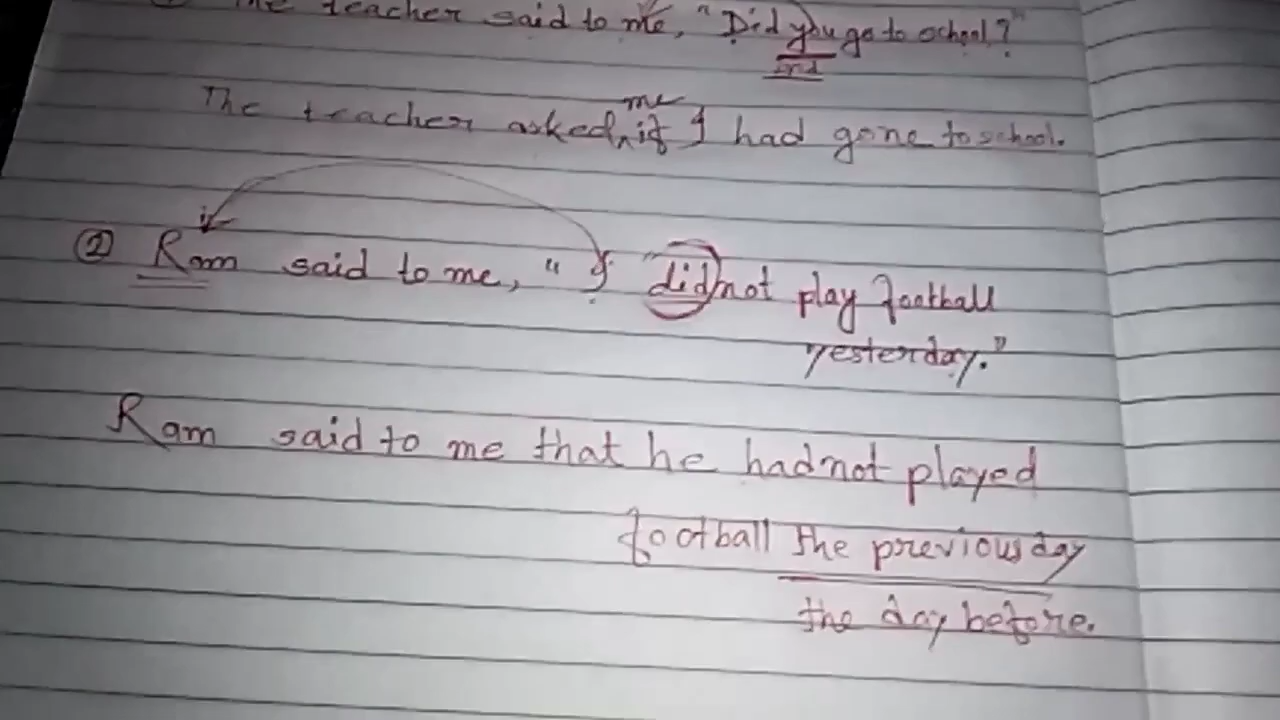 The teacher said to me, "Did you go to school?"
2nd
me
The teacher asked, if I had gone to school.
② Ram said to me, "I did not play football
yesterday."
Ram said to me that he had not played
football the previous day
the day before.